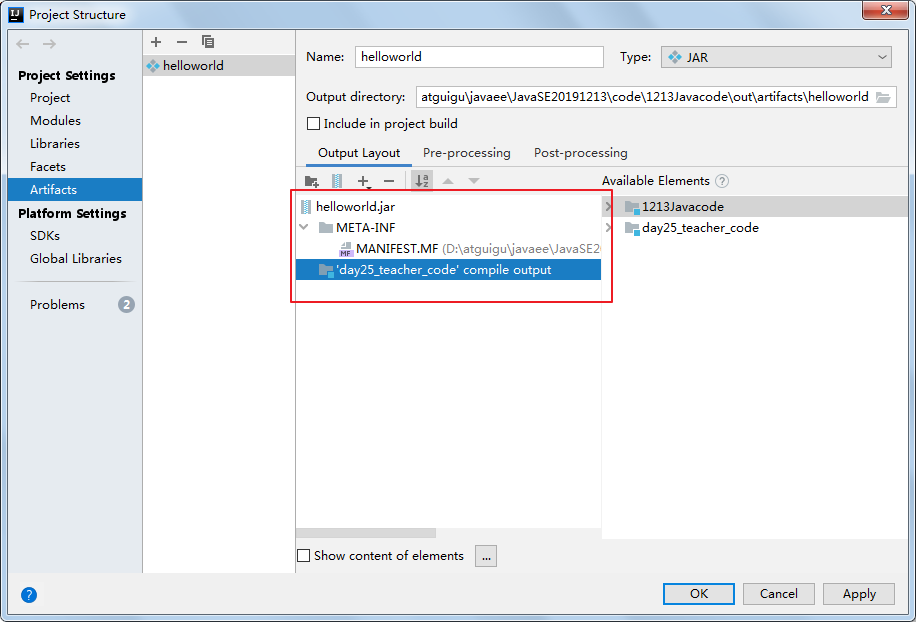 Project Structure
Project Settings
Project
Modules
Libraries
Facets
Artifacts
Platform Settings
SDKs
Global Libraries
Problems 2
helloworld
Name: helloworld Type: JAR
Output directory: atguigu\javaee\JavaSE20191213\code\1213Javacode\out\artifacts\helloworld
Include in project build
Output Layout Pre-processing Post-processing
Available Elements ?
helloworld.jar
META-INF
MANIFEST.MF (D:\atguigu\javaee\JavaSE2
'day25_teacher_code' compile output
1213Javacode
day25_teacher_code
Show content of elements ...
? OK Cancel Apply